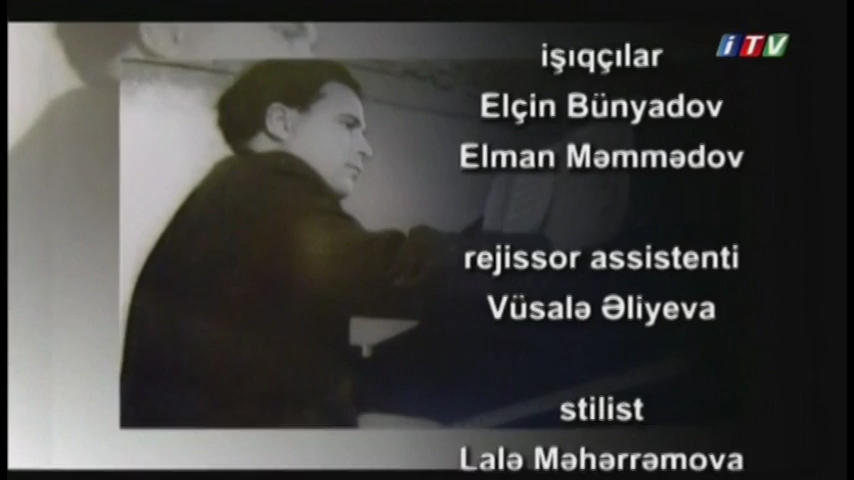 iTV
işıqçılar
Elçin Bünyadov
Elman Məmmədov
rejissor assistenti
Vüsalə Əliyeva
stilist
Lalə Məhərrəmova